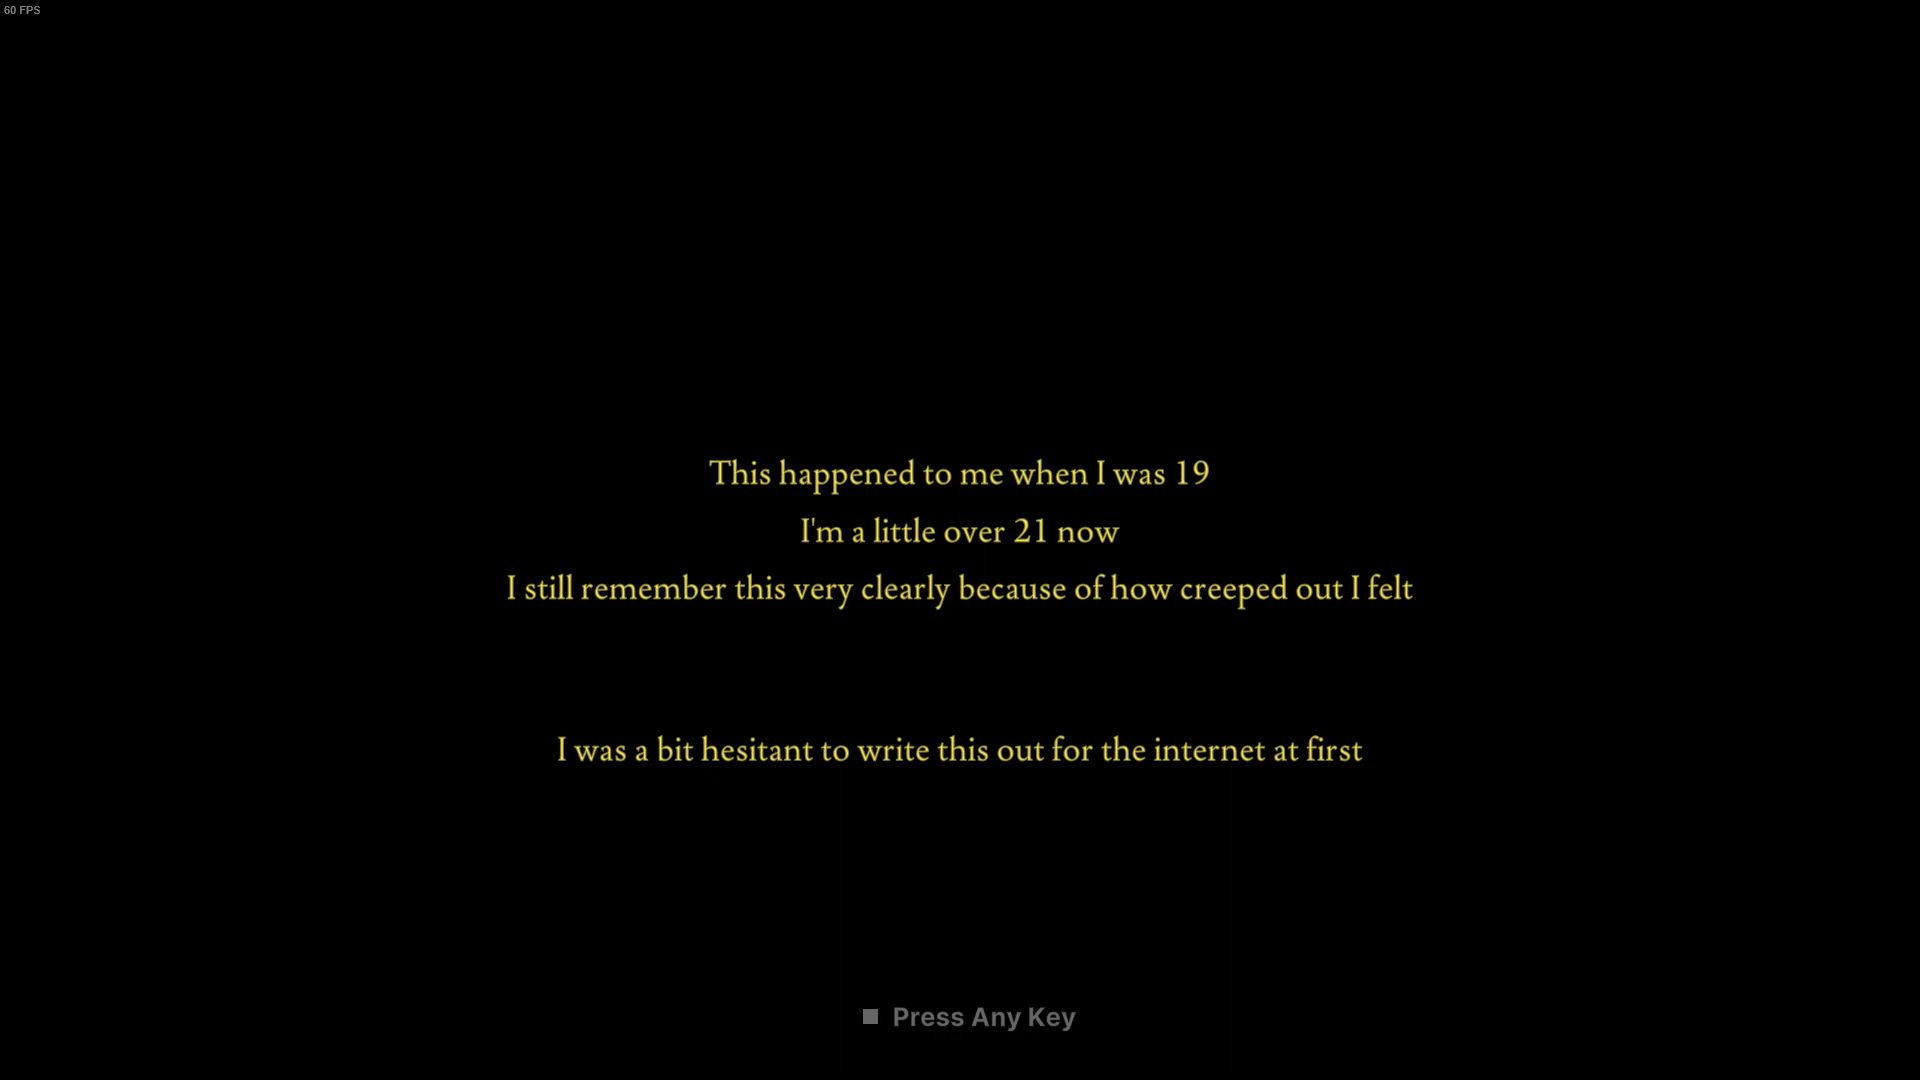 60 FPS
This happened to me when I was 19
I'm a little over 21 now
I still remember this very clearly because of how creeped out I felt
I was a bit hesitant to write this out for the internet at first
Press Any Key